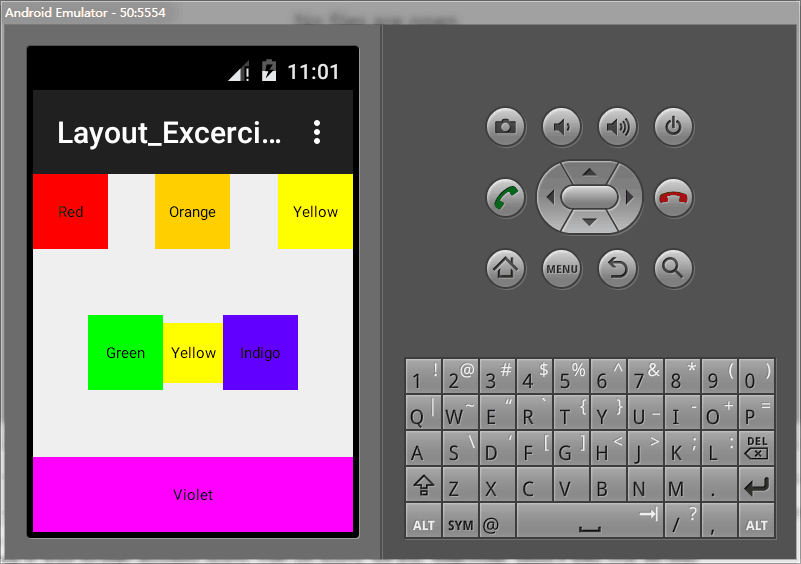 Android Emulator - 50:5554
11:01
Layout_Excerci...
Red Orange Yellow
Green Yellow Indigo
Violet
MENU
1 ! 2 @ 3 # 4 $ 5 % 6 ^ 7 & 8 * 9 ( 0 )
Q | W ~ E “ R ` T { Y } U _ I - O + P =
A S \ D ‘ F [ G ] H < J > K ; L : DEL
Z X C V B N M .
ALT SYM @ / ? , ALT